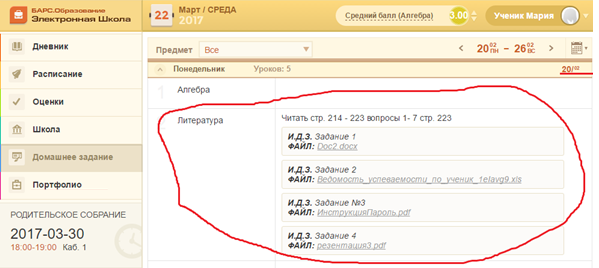 БАРС.Образование
Электронная Школа
22
Март / СРЕДА
2017
Средний балл (Алгебра)
3.00
Ученик Мария
Дневник
Расписание
Оценки
Школа
Домашнее задание
Портфолио
РОДИТЕЛЬСКОЕ СОБРАНИЕ
2017-03-30
18:00-19:00 Каб. 1
Предмет Все
20 02 ПН - 26 02 ВС
Понедельник Уроков: 5 20/02
1 Алгебра
Литература
Читать стр. 214 - 223 вопросы 1- 7 стр. 223
И.Д.З. Задание 1
ФАЙЛ: Doc2.docx
И.Д.З. Задание 2
ФАЙЛ: Ведомость_успеваемости_по_ученик_1elavg9.xls
И.Д.З. Задание №3
ФАЙЛ: ИнструкцияПароль.pdf
И.Д.З. Задание 4
ФАЙЛ: резентация3.pdf